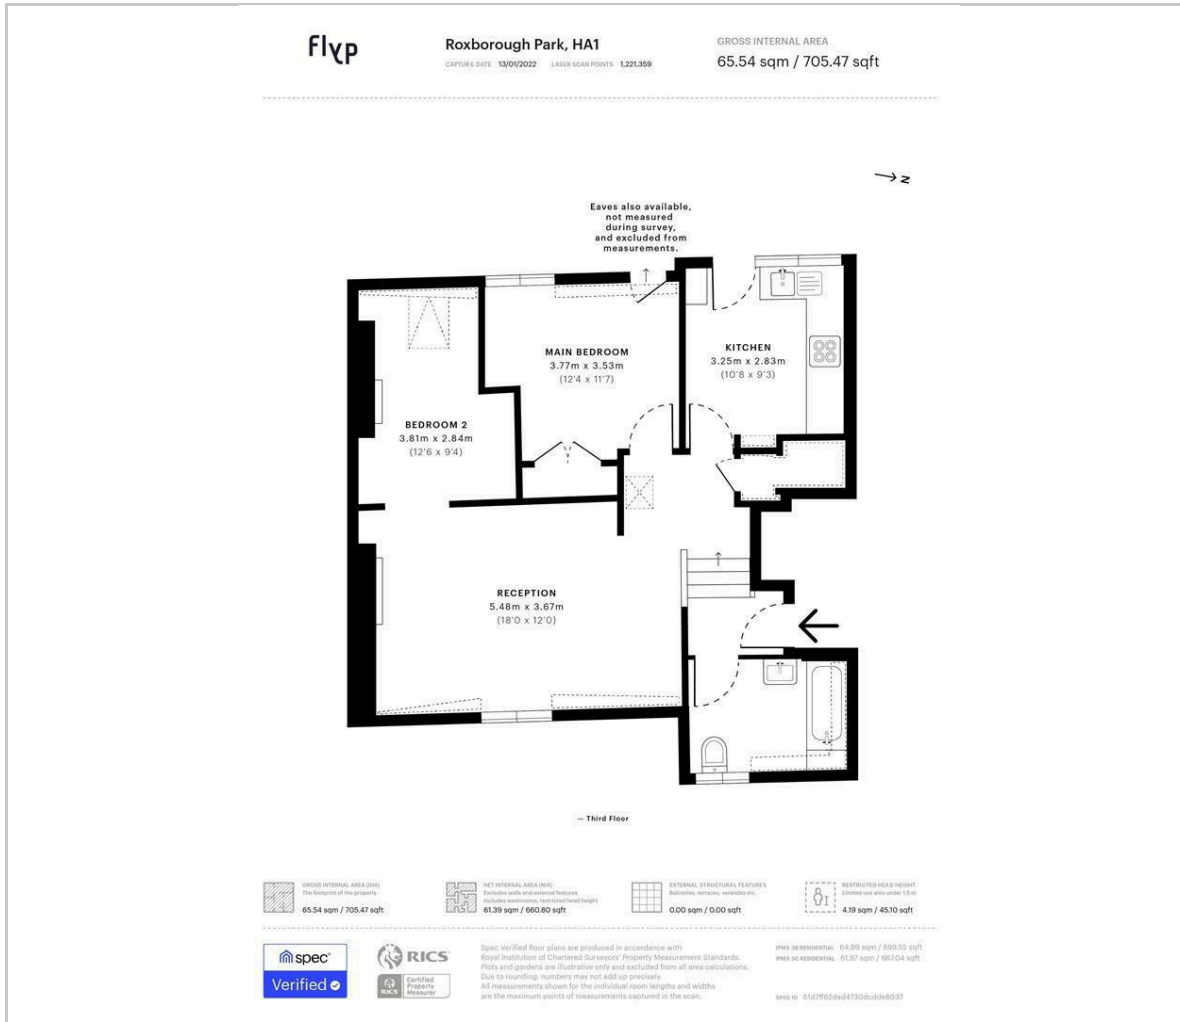 flyp
Roxborough Park, HA1
CAPTURE DATE 13/01/2022 LASER SCAN POINTS 1,221,359
GROSS INTERNAL AREA
65.54 sqm / 705.47 sqft
N
Eaves also available,
not measured
during survey,
and excluded from
measurements.
MAIN BEDROOM
3.77m x 3.53m
(12'4 x 11'7)
KITCHEN
3.25m x 2.83m
(10'8 x 9'3)
BEDROOM 2
3.81m x 2.84m
(12'6 x 9'4)
RECEPTION
5.48m x 3.67m
(18'0 x 12'0)
— Third Floor
GROSS INTERNAL AREA (GIA)
The footprint of the property
65.54 sqm / 705.47 sqft
NET INTERNAL AREA (NIA)
Excludes walls and external features
Includes washrooms, restricted head height
61.39 sqm / 660.80 sqft
EXTERNAL STRUCTURAL FEATURES
Balconies, terraces, verandas etc.
0.00 sqm / 0.00 sqft
RESTRICTED HEAD HEIGHT
Limited use area under 1.5 m
4.19 sqm / 45.10 sqft
spec
Verified
RICS
RICS
Certified
Property
Measurer
Spec Verified floor plans are produced in accordance with
Royal Institution of Chartered Surveyors' Property Measurement Standards.
Plots and gardens are illustrative only and excluded from all area calculations.
Due to rounding, numbers may not add up precisely.
All measurements shown for the individual room lengths and widths
are the maximum points of measurements captured in the scan.
IPMS 3B RESIDENTIAL 64.99 sqm / 699.55 sqft
IPMS 3C RESIDENTIAL 61.97 sqm / 667.04 sqft
SPEC ID